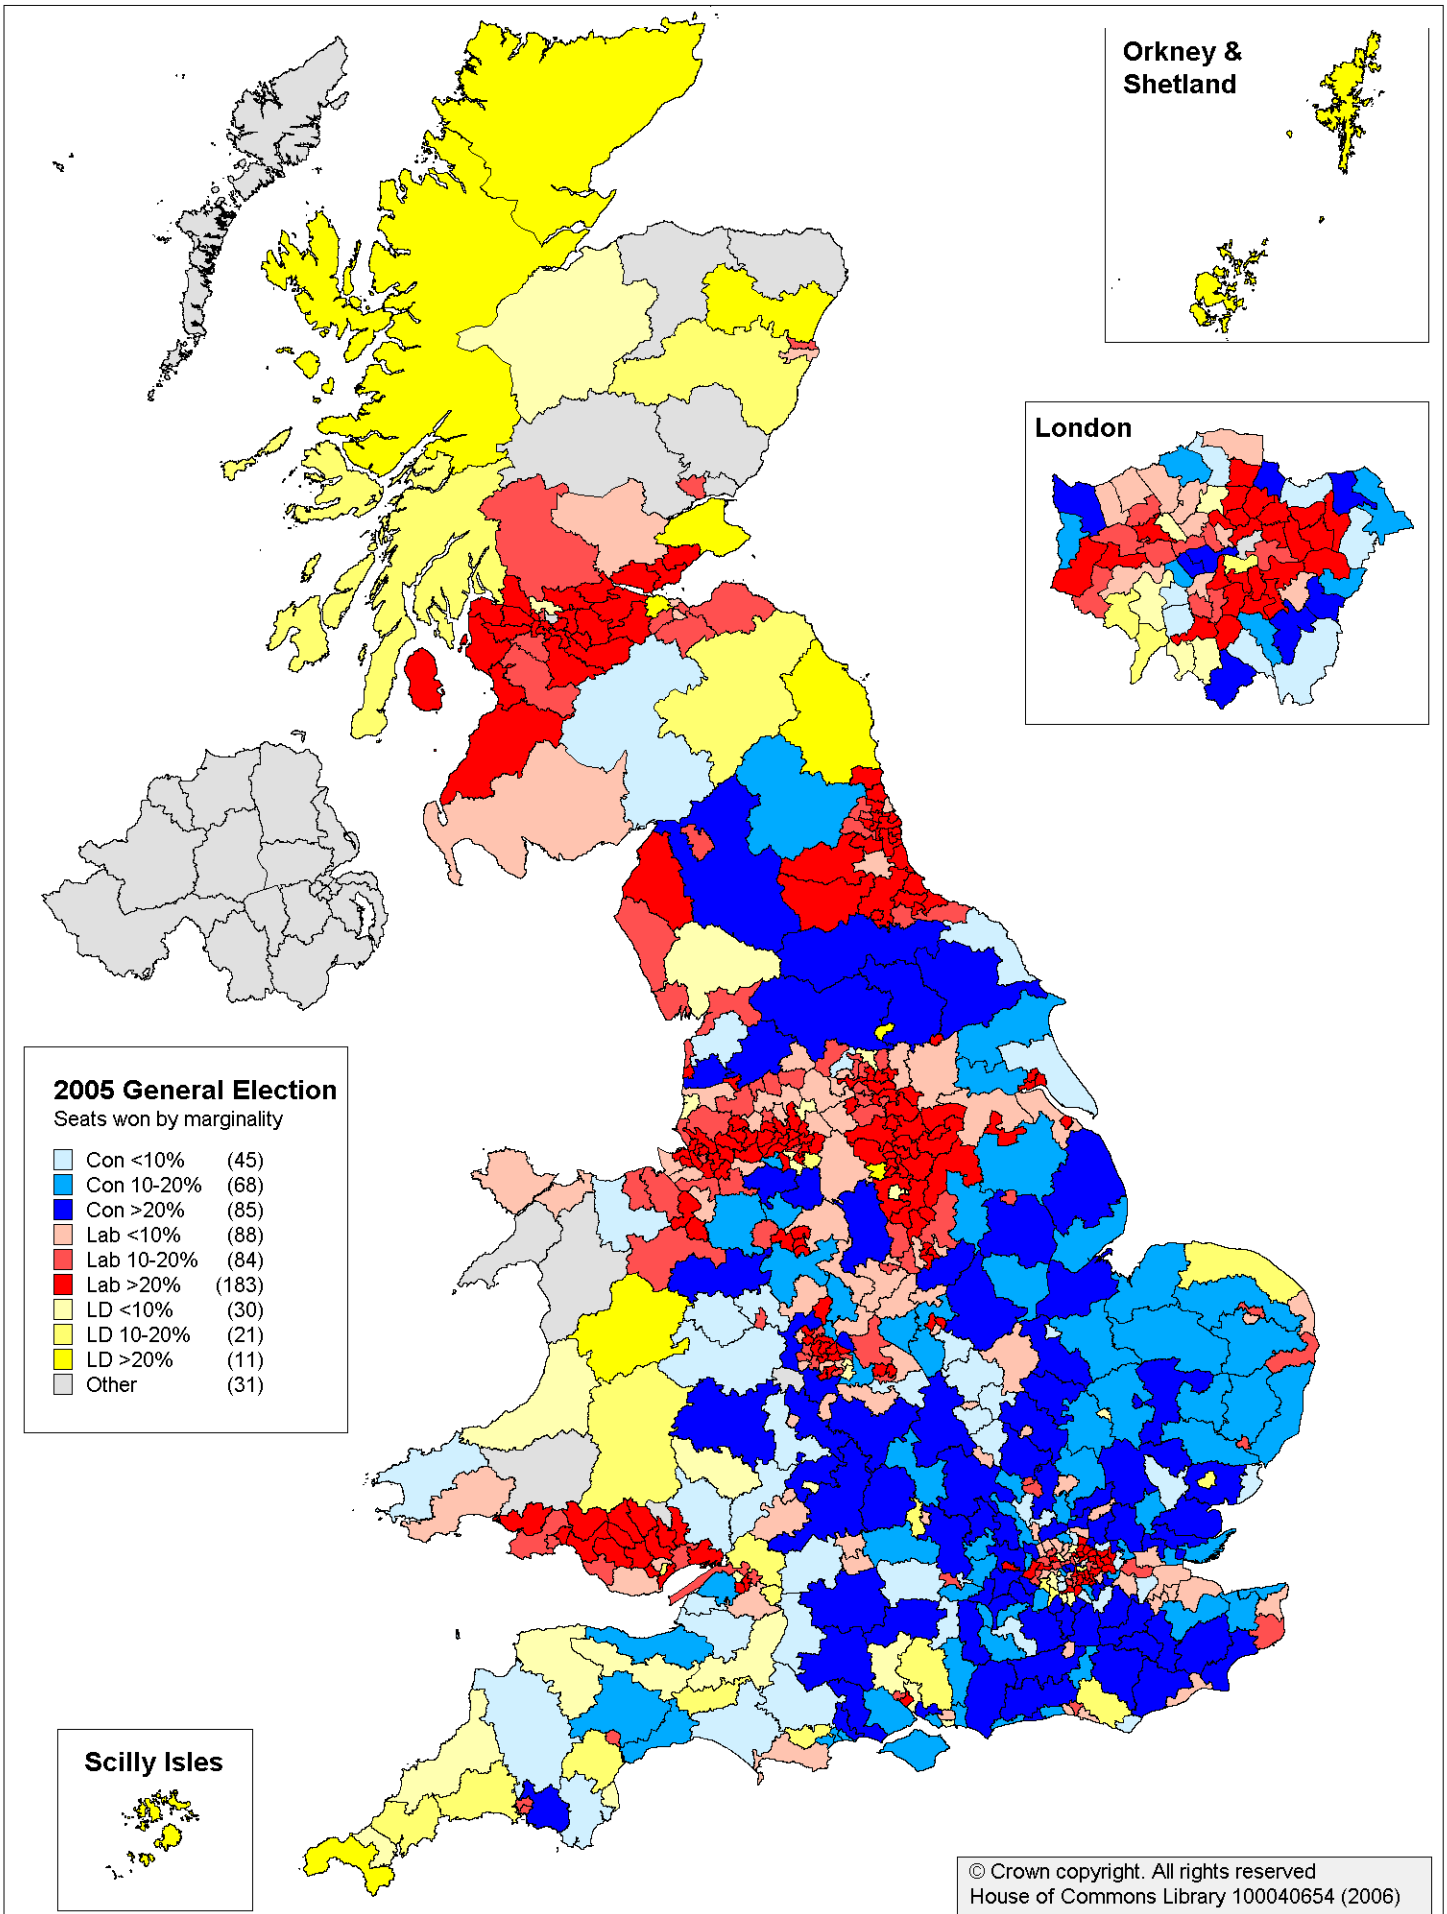 Orkney &
Shetland
London
2005 General Election
Seats won by marginality
Con <10% (45)
Con 10-20% (68)
Con >20% (85)
Lab <10% (88)
Lab 10-20% (84)
Lab >20% (183)
LD <10% (30)
LD 10-20% (21)
LD >20% (11)
Other (31)
Scilly Isles
© Crown copyright. All rights reserved
House of Commons Library 100040654 (2006)